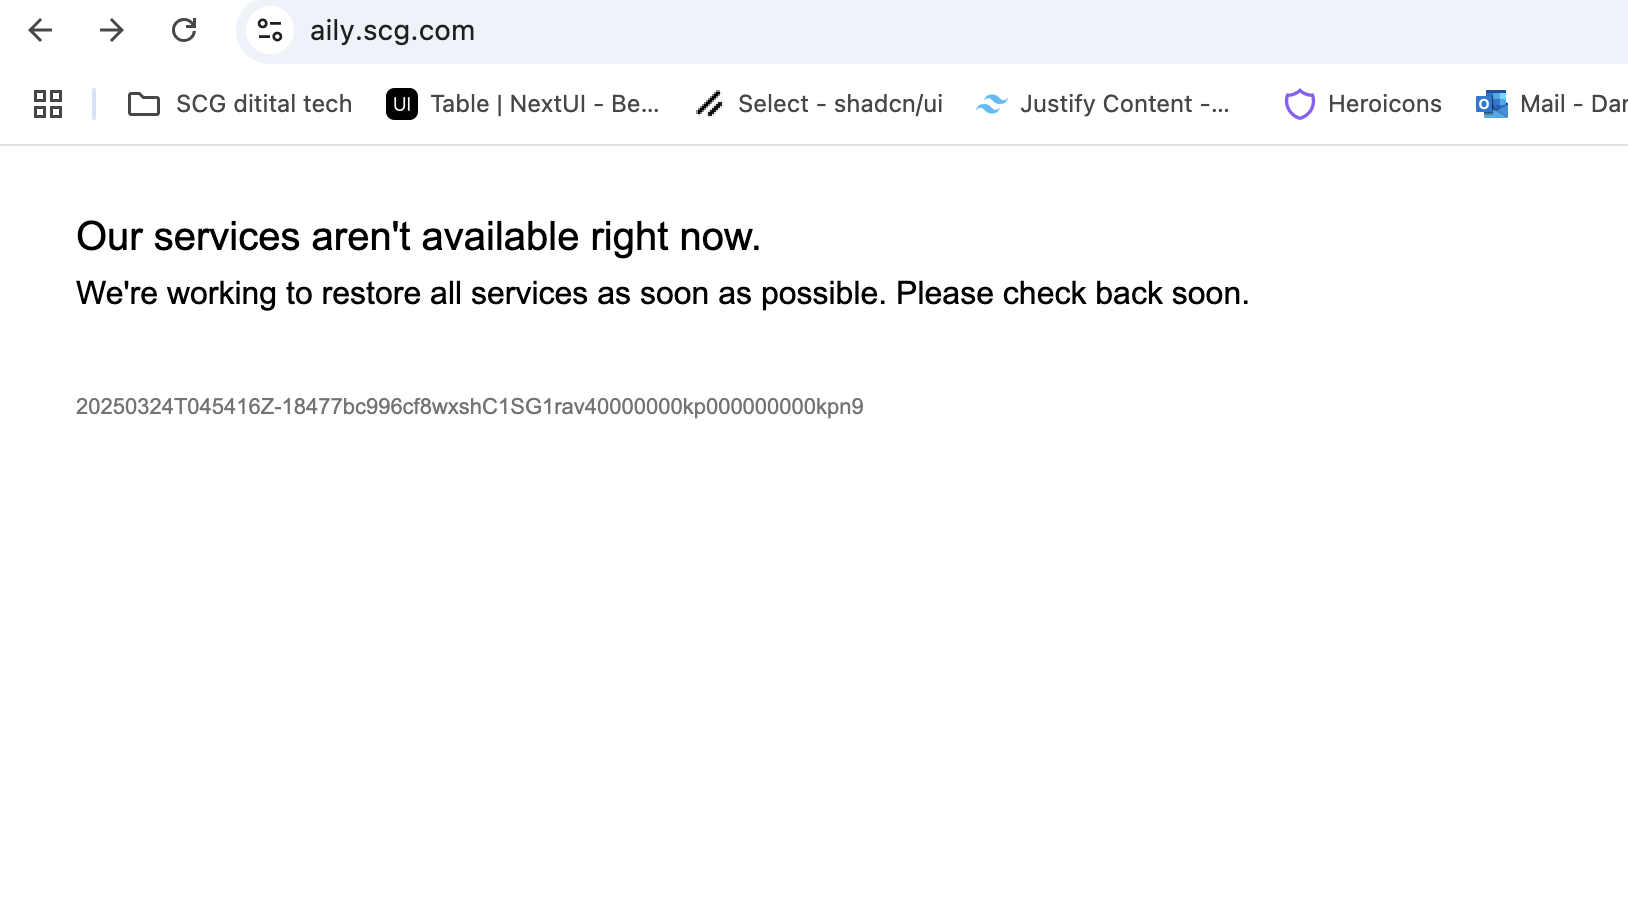 aily.scg.com
SCG ditital tech
UI
Table | NextUI - Be...
Select - shadcn/ui
Justify Content -...
Heroicons
Mail - Dar
Our services aren't available right now.
We're working to restore all services as soon as possible. Please check back soon.
20250324T045416Z-18477bc996cf8wxshC1SG1rav40000000kp000000000kpn9